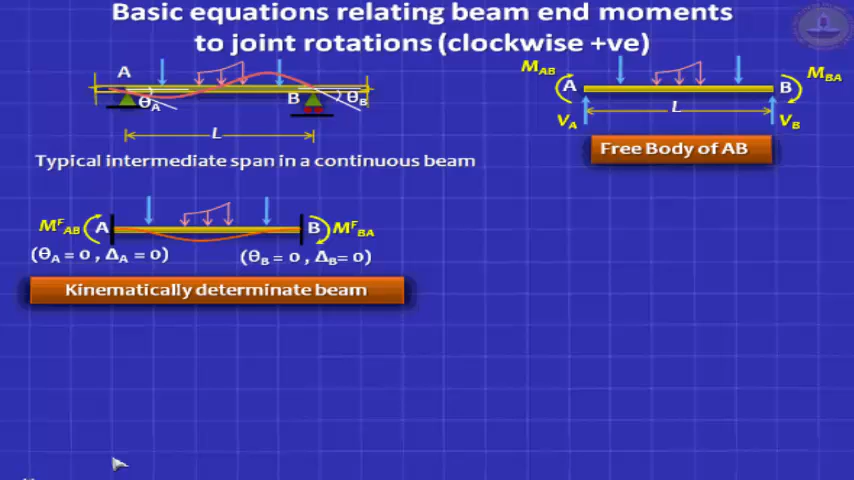 Basic equations relating beam end moments
to joint rotations (clockwise +ve)
A
θA
B
θB
L
Typical intermediate span in a continuous beam
MAB
A
B
MBA
L
VA
VB
Free Body of AB
MFAB
A
B
MFBA
(θA = 0 , ΔA = 0)
(θB = 0 , ΔB= 0)
Kinematically determinate beam